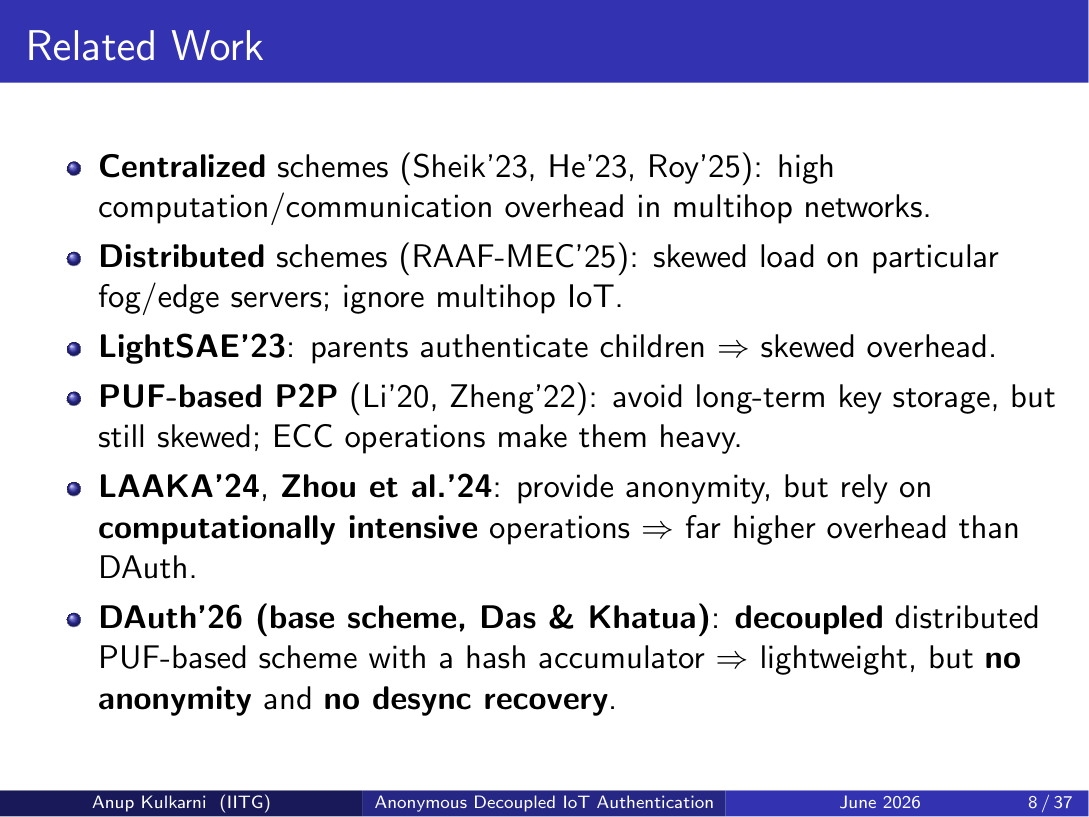 Related Work
Centralized schemes (Sheik’23, He’23, Roy’25): high
computation/communication overhead in multihop networks.
Distributed schemes (RAAF-MEC’25): skewed load on particular
fog/edge servers; ignore multihop IoT.
LightSAE’23: parents authenticate children ⇒ skewed overhead.
PUF-based P2P (Li’20, Zheng’22): avoid long-term key storage, but
still skewed; ECC operations make them heavy.
LAAKA’24, Zhou et al.’24: provide anonymity, but rely on
computationally intensive operations ⇒ far higher overhead than
DAuth.
DAuth’26 (base scheme, Das & Khatua): decoupled distributed
PUF-based scheme with a hash accumulator ⇒ lightweight, but no
anonymity and no desync recovery.
Anup Kulkarni (IITG) Anonymous Decoupled IoT Authentication June 2026 8 / 37